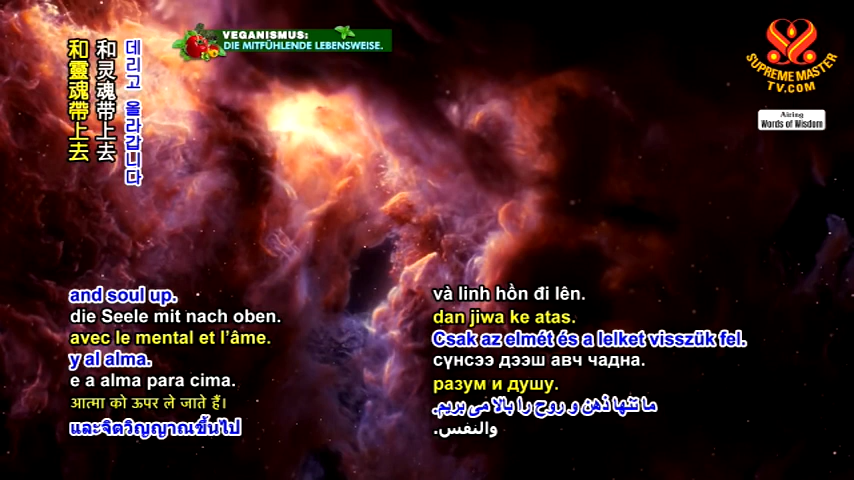 VEGANISMUS:
DIE MITFÜHLENDE LEBENSWEISE.
SUPREME MASTER
TV.COM
Airing
Words of Wisdom
데리고 올라갑니다
和灵魂带上去
和靈魂帶上去
and soul up.
die Seele mit nach oben.
avec le mental et l’âme.
y al alma.
e a alma para cima.
आत्मा को ऊपर ले जाते हैं।
และจิตวิญญาณขึ้นไป
và linh hồn đi lên.
dan jiwa ke atas.
Csak az elmét és a lelket visszük fel.
сүнсээ дээш авч чадна.
разум и душу.
ما تنها ذهن و روح را بالا می بریم.
والنفس.